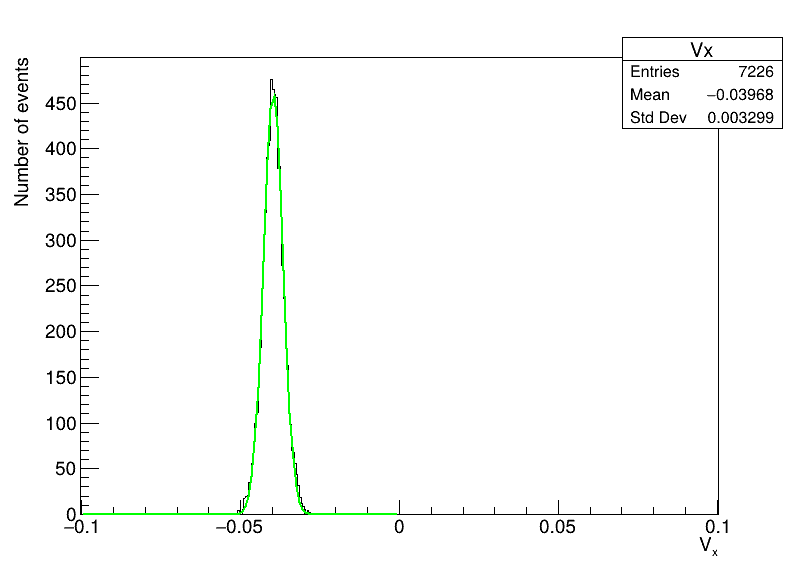 Vx
Entries 7226
Mean −0.03968
Std Dev 0.003299
Number of events
450
400
350
300
250
200
150
100
50
0
−0.1 −0.05 0 0.05 0.1
Vx